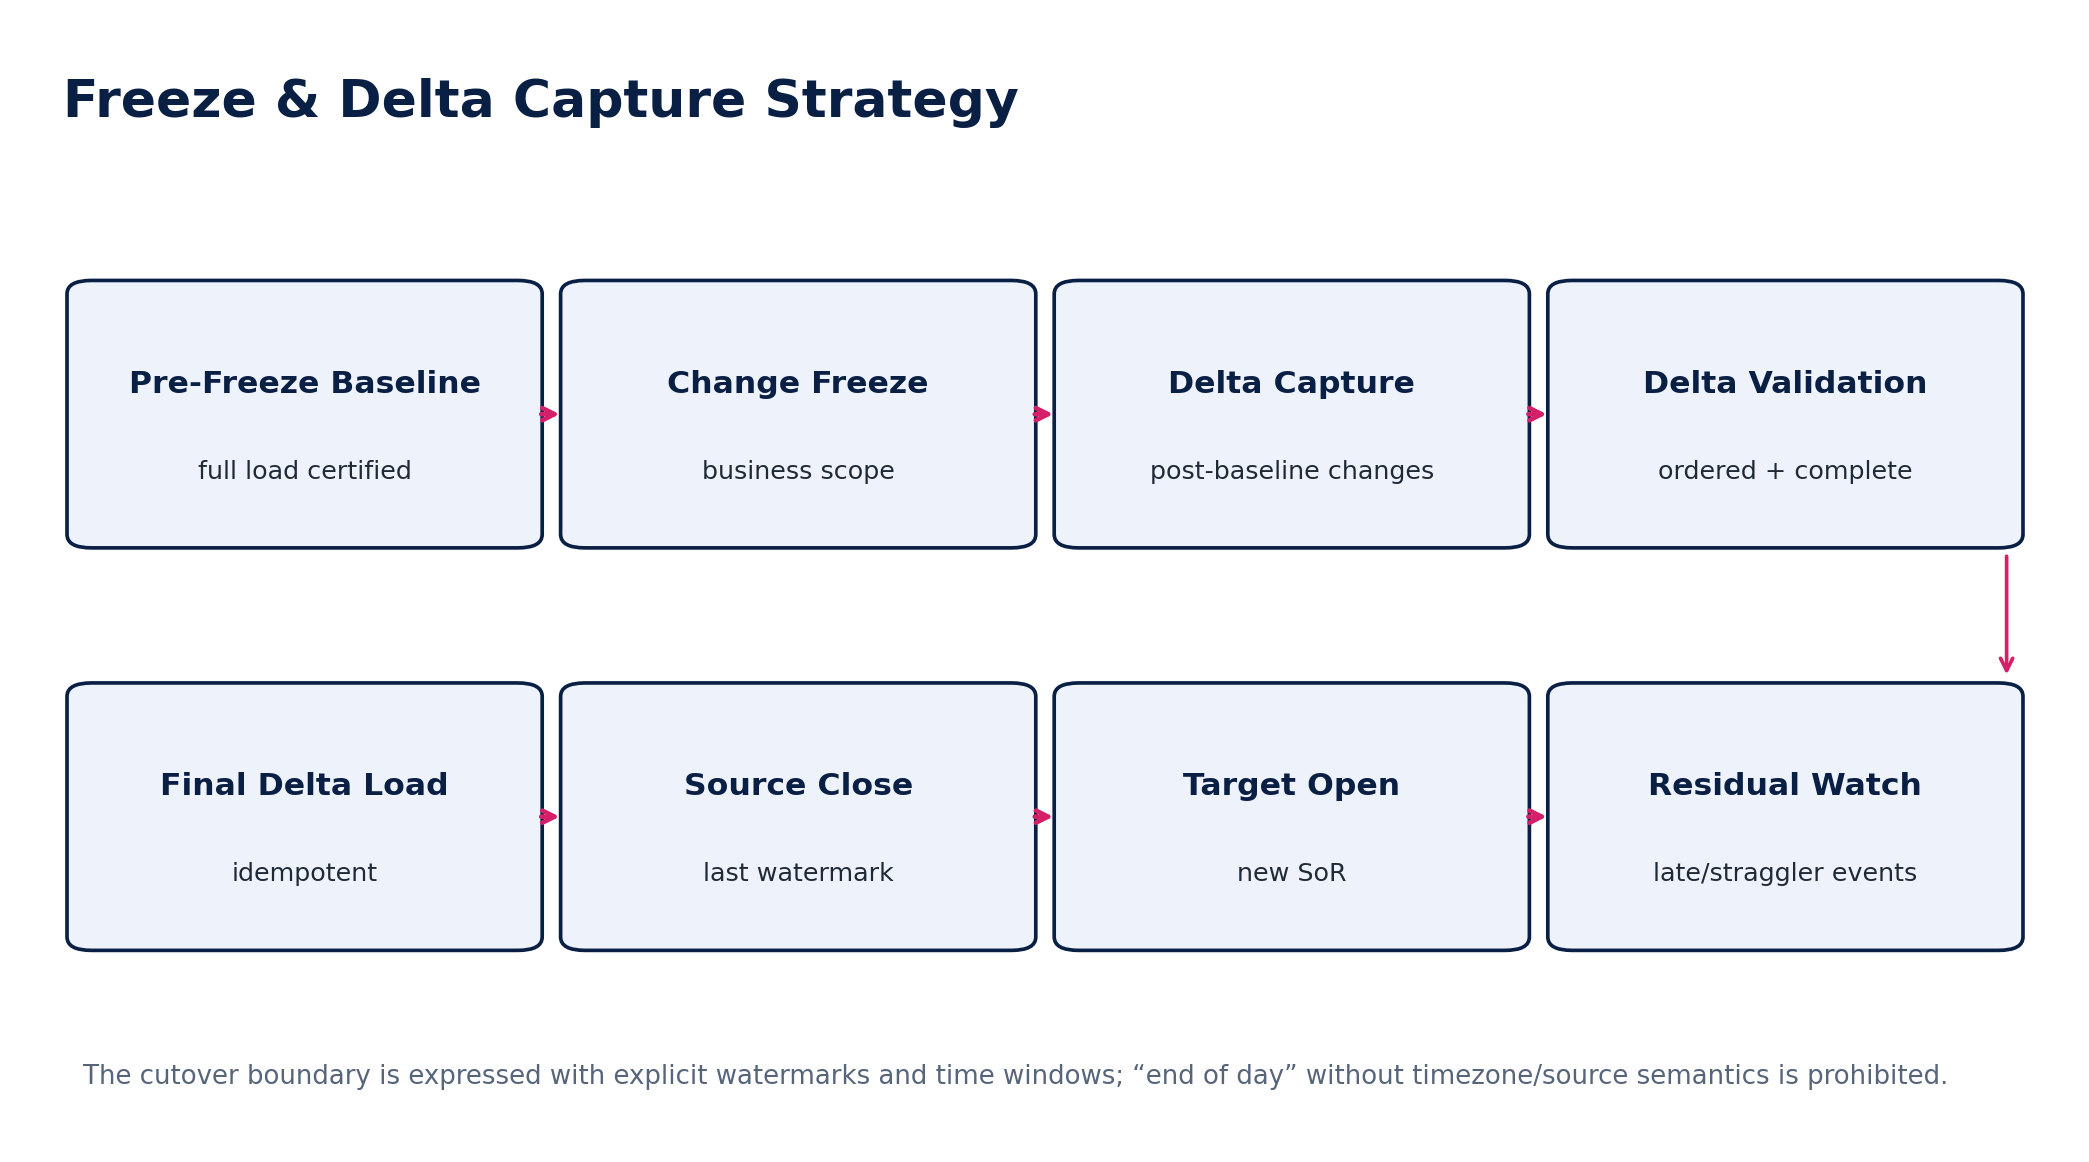 Freeze & Delta Capture Strategy
Pre-Freeze Baseline
full load certified
Change Freeze
business scope
Delta Capture
post-baseline changes
Delta Validation
ordered + complete
Final Delta Load
idempotent
Source Close
last watermark
Target Open
new SoR
Residual Watch
late/straggler events
The cutover boundary is expressed with explicit watermarks and time windows; “end of day” without timezone/source semantics is prohibited.